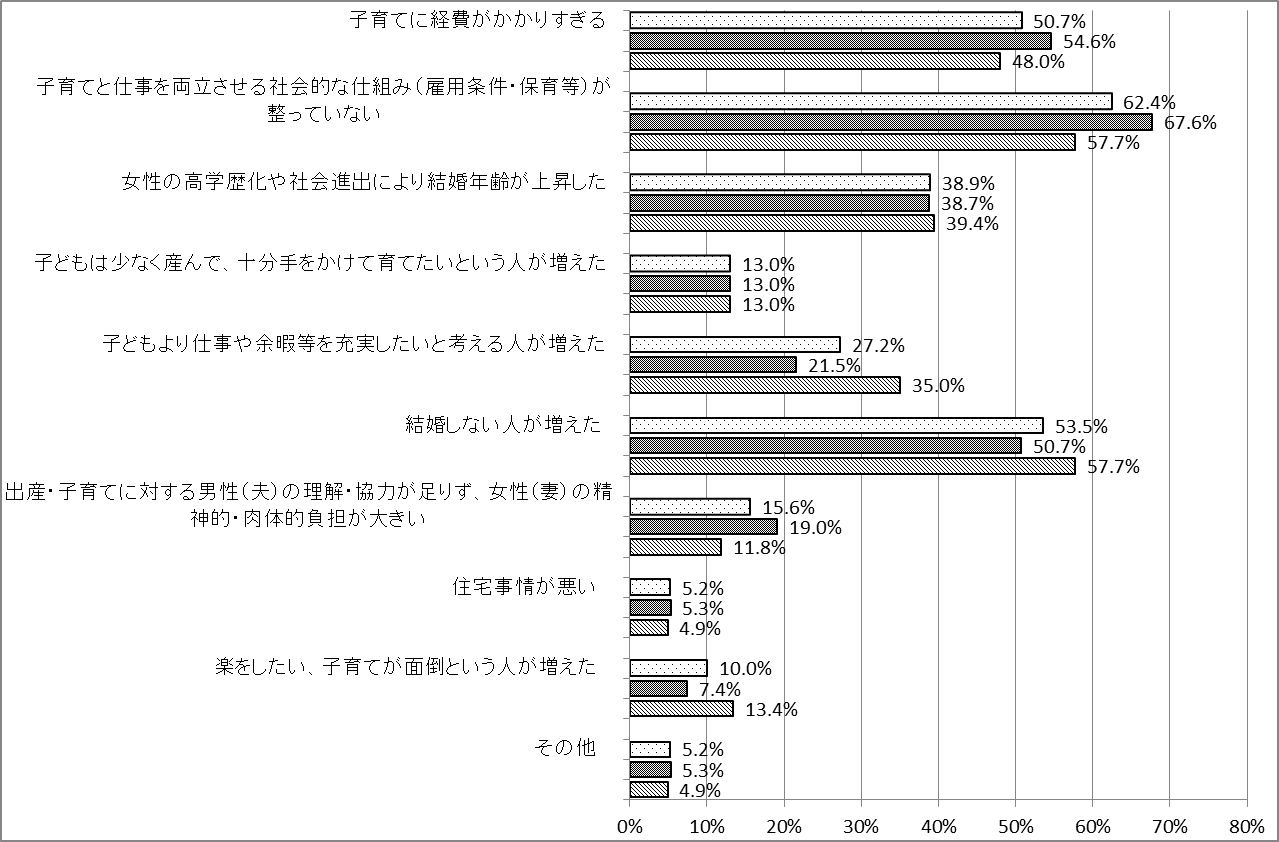 子育てに経費がかかりすぎる
50.7%
54.6%
48.0%
子育てと仕事を両立させる社会的な仕組み（雇用条件・保育等）が
整っていない
62.4%
67.6%
57.7%
女性の高学歴化や社会進出により結婚年齢が上昇した
38.9%
38.7%
39.4%
子どもは少なく産んで、十分手をかけて育てたいという人が増えた
13.0%
13.0%
13.0%
子どもより仕事や余暇等を充実したいと考える人が増えた
27.2%
21.5%
35.0%
結婚しない人が増えた
53.5%
50.7%
57.7%
出産・子育てに対する男性（夫）の理解・協力が足りず、女性（妻）の精
神的・肉体的負担が大きい
15.6%
19.0%
11.8%
住宅事情が悪い
5.2%
5.3%
4.9%
楽をしたい、子育てが面倒という人が増えた
10.0%
7.4%
13.4%
その他
5.2%
5.3%
4.9%
0% 10% 20% 30% 40% 50% 60% 70% 80%